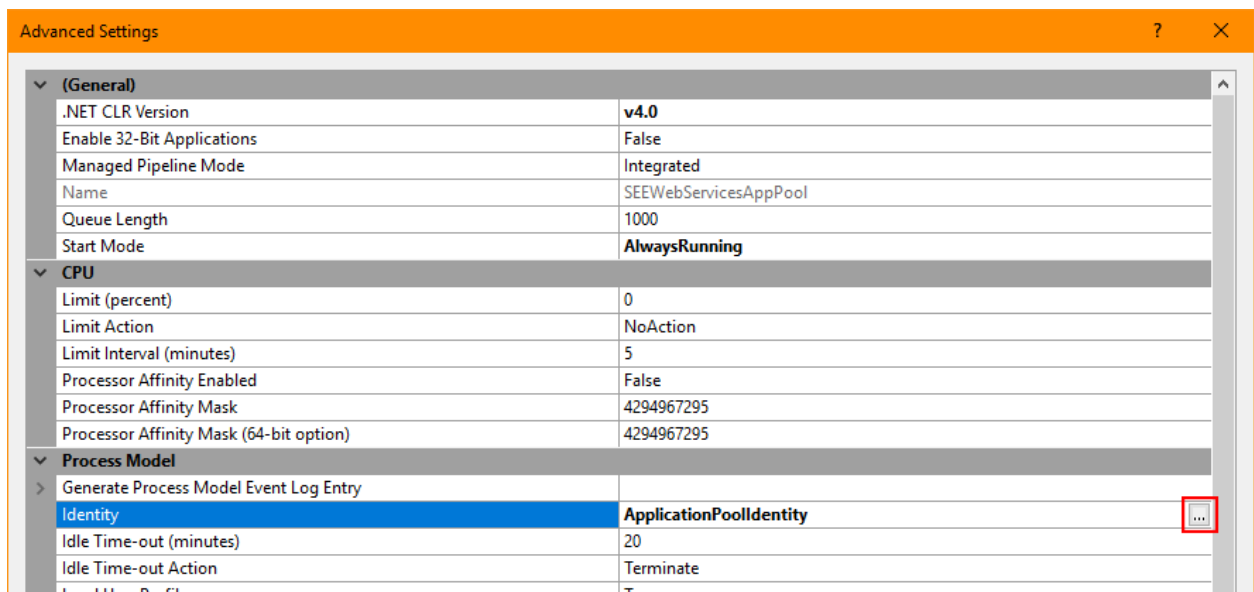 Advanced Settings ?
(General)
.NET CLR Version v4.0
Enable 32-Bit Applications False
Managed Pipeline Mode Integrated
Name SEEWebServicesAppPool
Queue Length 1000
Start Mode AlwaysRunning
CPU
Limit (percent) 0
Limit Action NoAction
Limit Interval (minutes) 5
Processor Affinity Enabled False
Processor Affinity Mask 4294967295
Processor Affinity Mask (64-bit option) 4294967295
Process Model
Generate Process Model Event Log Entry
Identity ApplicationPoolIdentity ...
Idle Time-out (minutes) 20
Idle Time-out Action Terminate